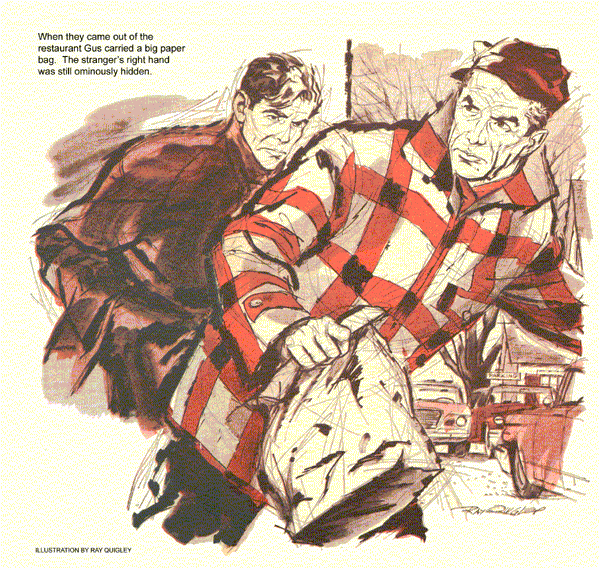 When they came out of the
restaurant Gus carried a big paper
bag.  The stranger's right hand
was still ominously hidden.
RAY QUIGLEY
ILLUSTRATION BY RAY QUIGLEY